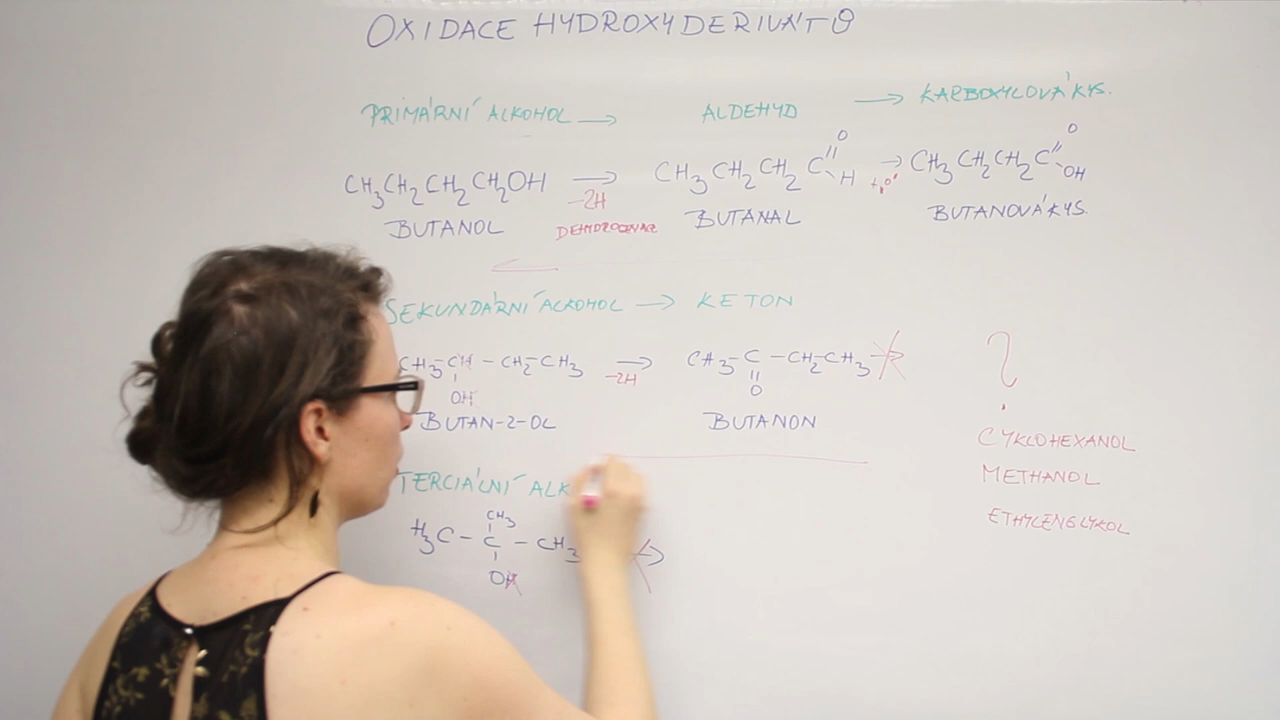 OXIDACE HYDROXYDERIVÁTŮ
PRIMÁRNÍ ALKOHOL → ALDEHYD → KARBOXYLOVÁ KYS.
CH3CH2CH2CH2OH → CH3CH2CH2C O H → CH3CH2CH2C O OH
-2H +"O"
BUTANOL DEHYDROGENACE BUTANAL BUTANOVÁ KYS.
SEKUNDÁRNÍ ALKOHOL → KETON
CH3-CH-CH2-CH3 → CH3-C-CH2-CH3 →
OH -2H O
BUTAN-2-OL BUTANON
?
CYKLOHEXANOL
METHANOL
ETHYLENGLYKOL
TERCIÁLNÍ ALK
CH3
H3C-C-CH3 →
OH